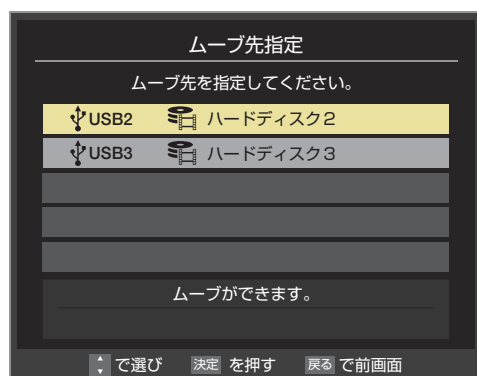 ムーブ先指定
ムーブ先を指定してください。
USB2 ハードディスク2
USB3 ハードディスク3
ムーブができます。
で選び 決定 を押す 戻る で前画面